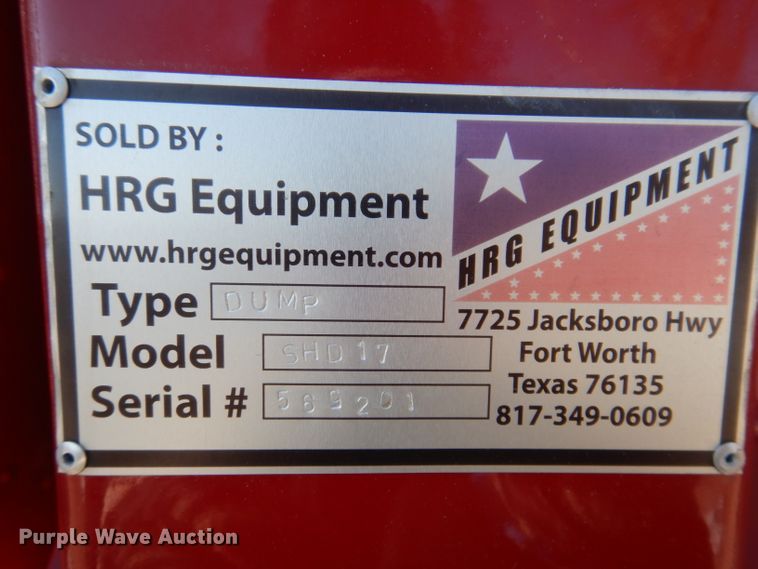 SOLD BY :
HRG Equipment
www.hrgequipment.com
HRG EQUIPMENT
Type DUMP
Model SHD17
Serial #
7725 Jacksboro Hwy
Fort Worth
Texas 76135
817-349-0609
Purple Wave Auction